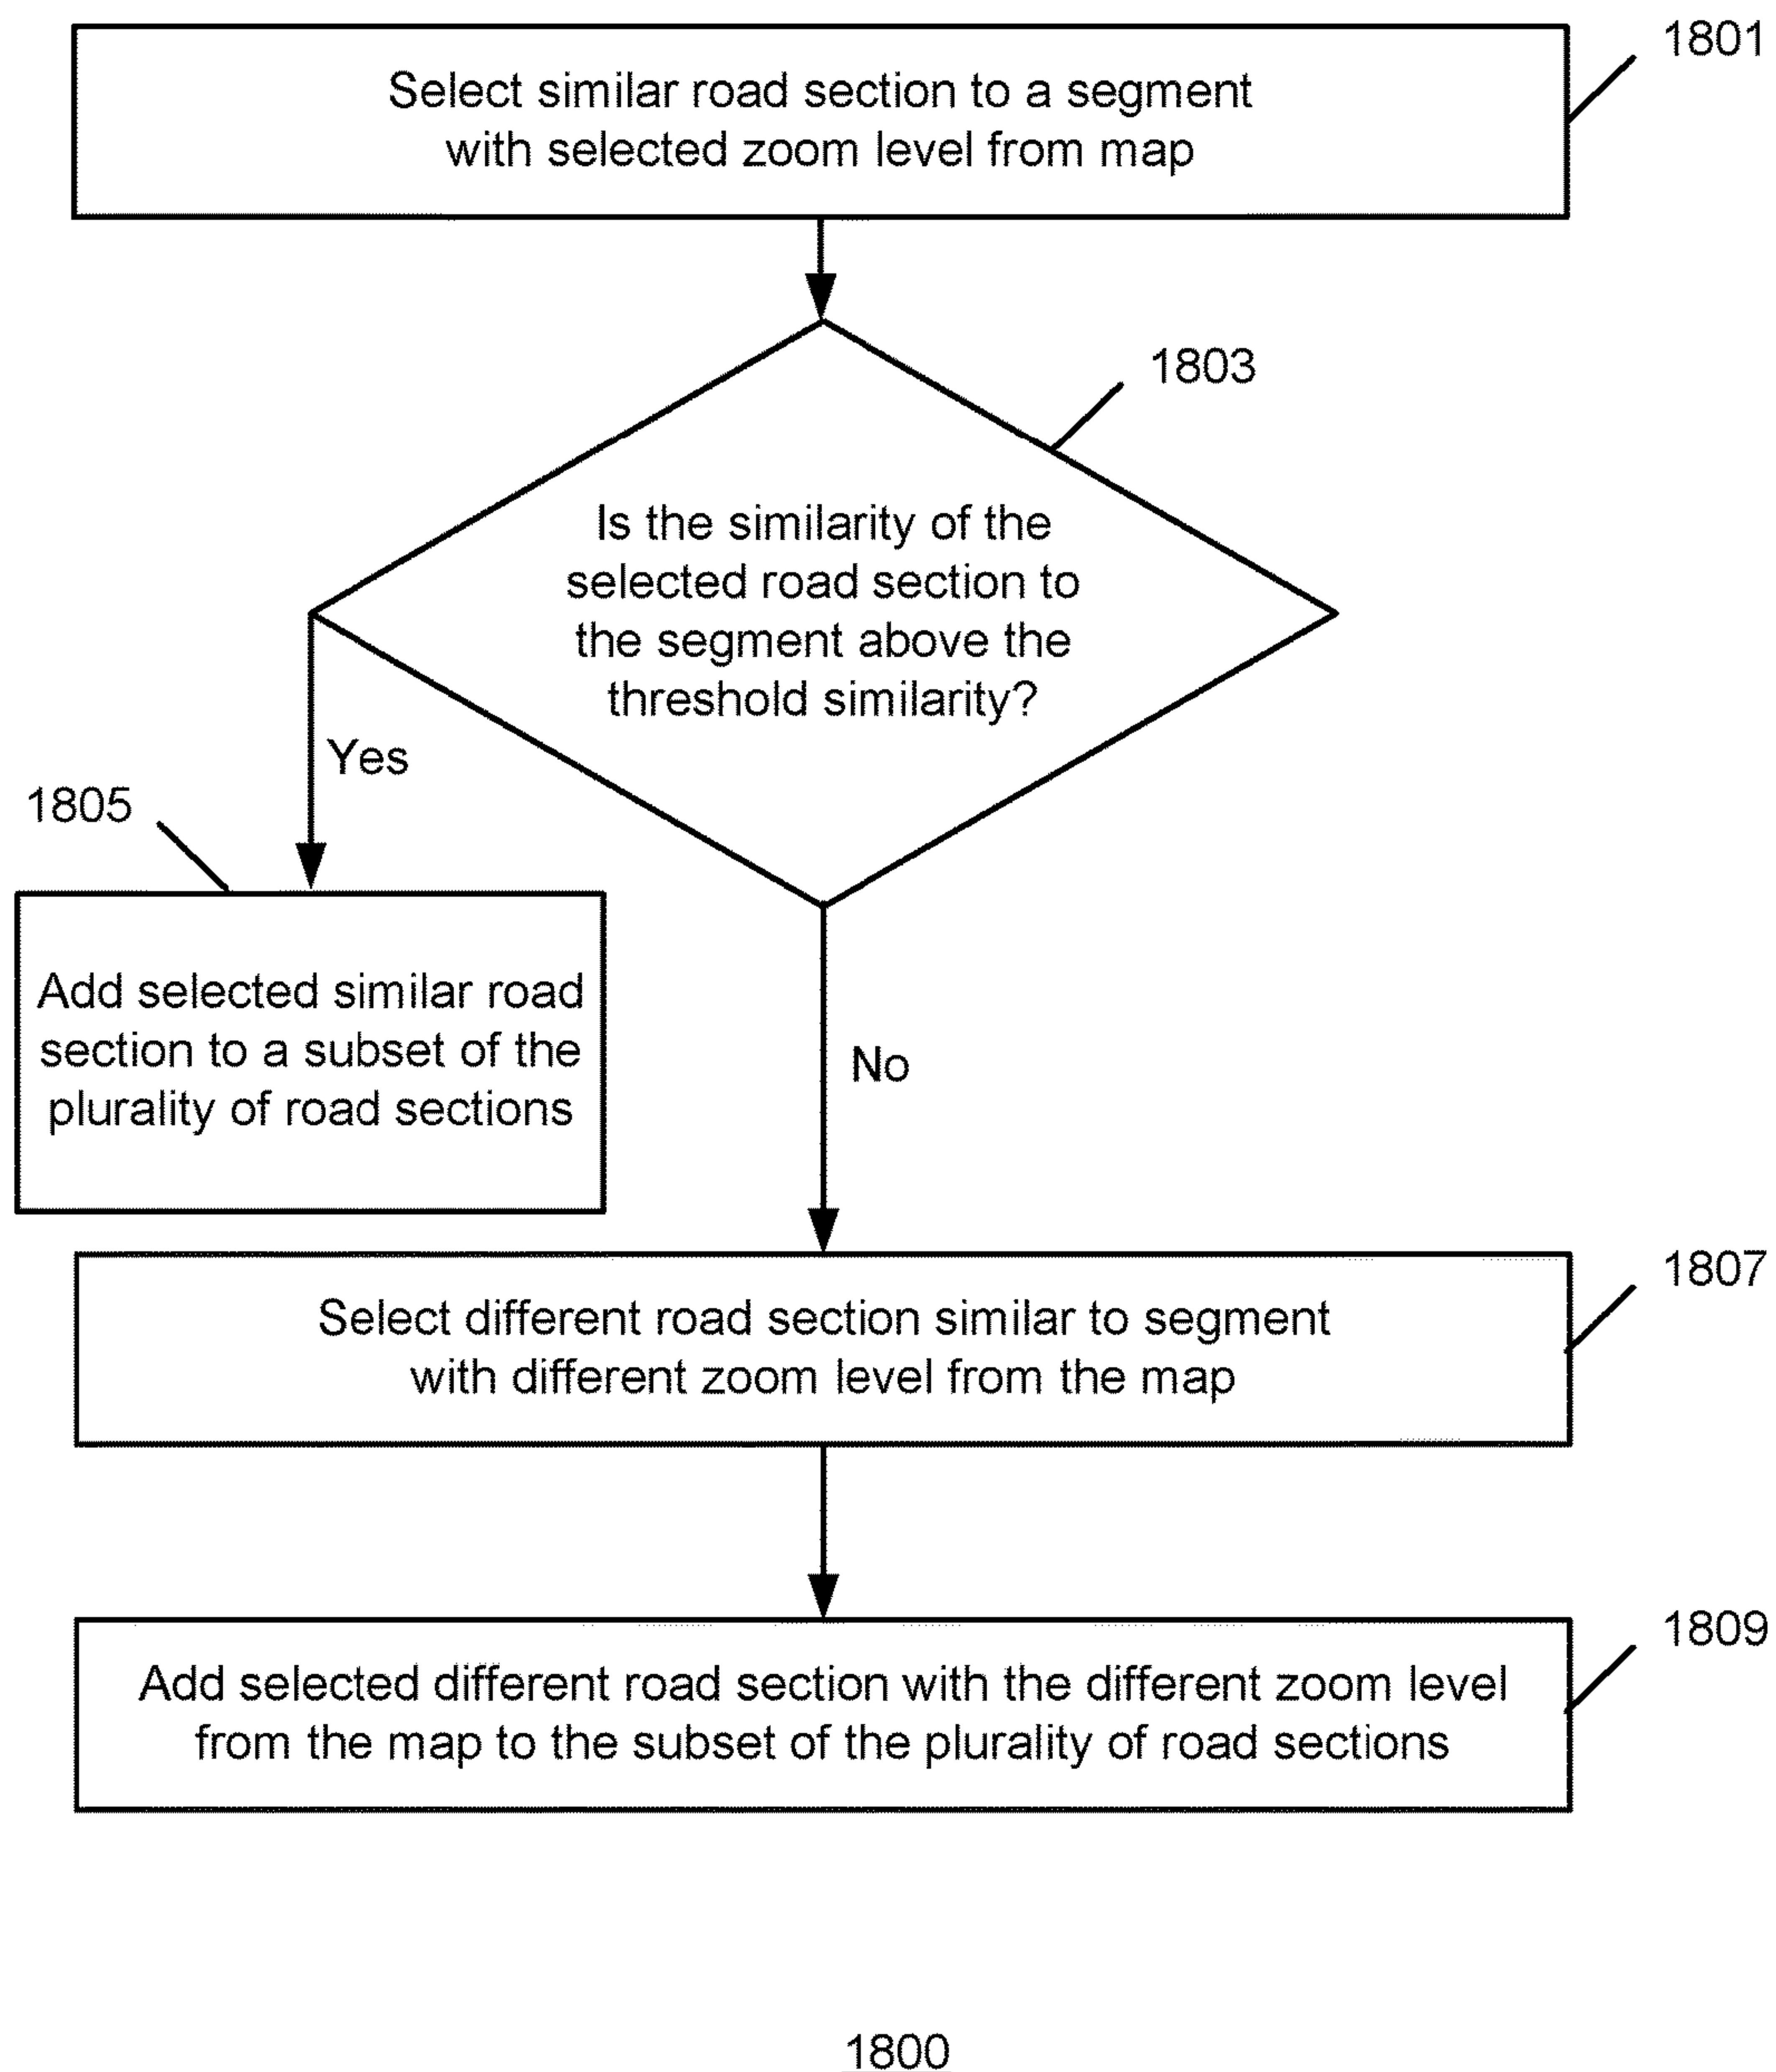 1801
Select similar road section to a segment
with selected zoom level from map
1803
Is the similarity of the
selected road section to
the segment above the
threshold similarity?
Yes
1805
Add selected similar road
section to a subset of the
plurality of road sections
No
1807
Select different road section similar to segment
with different zoom level from the map
1809
Add selected different road section with the different zoom level
from the map to the subset of the plurality of road sections
1800